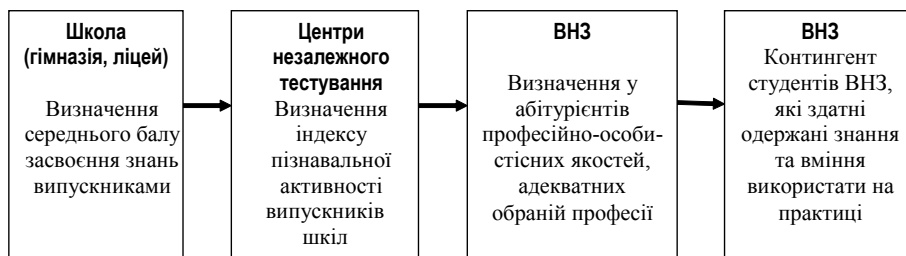 Школа
(гімназія, ліцей)
Визначення
середнього балу
засвоєння знань
випускниками
Центри
незалежного
тестування
Визначення
індексу
пізнавальної
активності
випускників
шкіл
ВНЗ
Визначення у
абітурієнтів
професійно-особи-
стісних якостей,
адекватних
обраній професії
ВНЗ
Контингент
студентів ВНЗ,
які здатні
одержані знання
та вміння
використати на
практиці